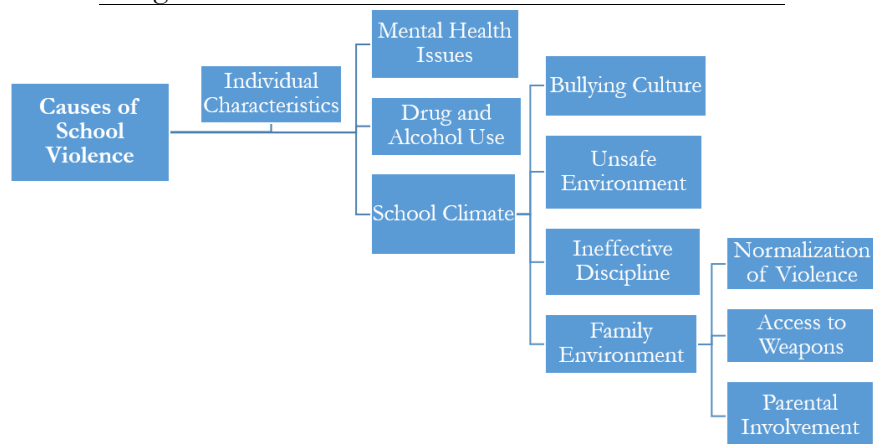 Causes of
School
Violence
Individual
Characteristics
Mental Health
Issues
Drug and
Alcohol Use
School Climate
Bullying Culture
Unsafe
Environment
Ineffective
Discipline
Family
Environment
Normalization
of Violence
Access to
Weapons
Parental
Involvement